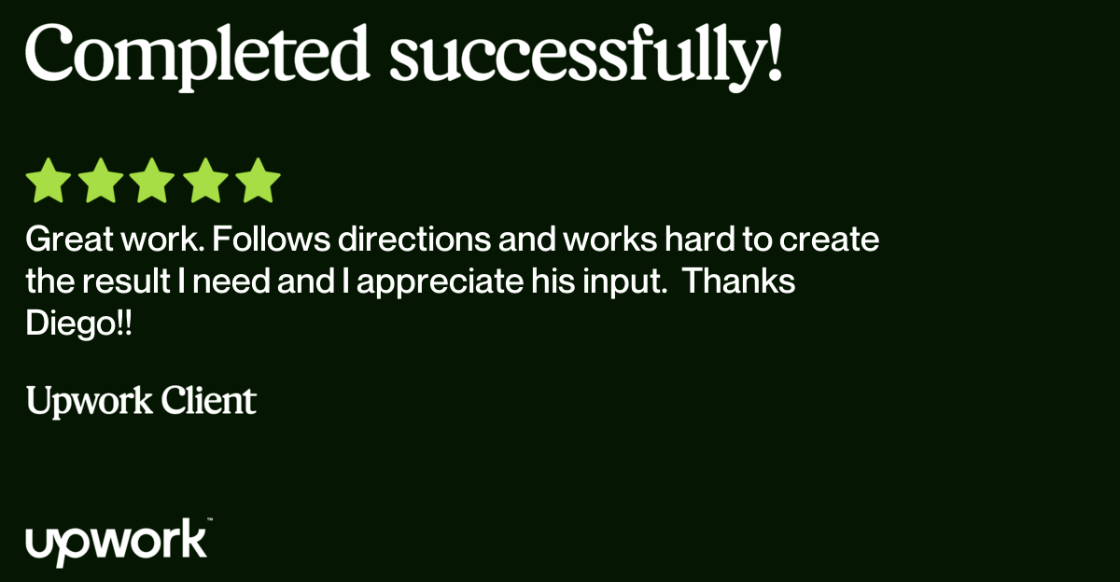 Completed successfully!
Great work. Follows directions and works hard to create
the result I need and I appreciate his input.  Thanks
Diego!!
Upwork Client
upwork™